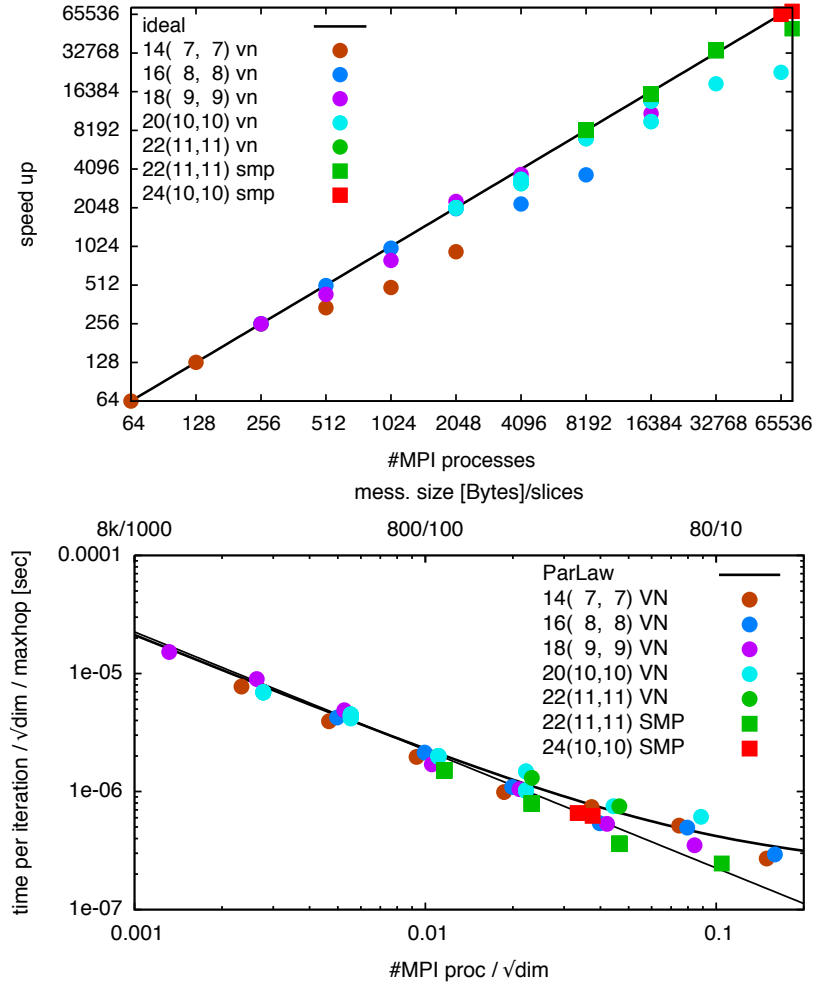 65536
32768
16384
8192
4096
2048
1024
512
256
128
64
speed up
ideal
14( 7, 7) vn
16( 8, 8) vn
18( 9, 9) vn
20(10,10) vn
22(11,11) vn
22(11,11) smp
24(10,10) smp
64 128 256 512 1024 2048 4096 8192 16384 32768 65536
#MPI processes
mess. size [Bytes]/slices
8k/1000 800/100 80/10
0.0001
1e-05
1e-06
1e-07
time per iteration / √dim / maxhop [sec]
ParLaw
14( 7, 7) VN
16( 8, 8) VN
18( 9, 9) VN
20(10,10) VN
22(11,11) VN
22(11,11) SMP
24(10,10) SMP
0.001 0.01 0.1
#MPI proc / √dim